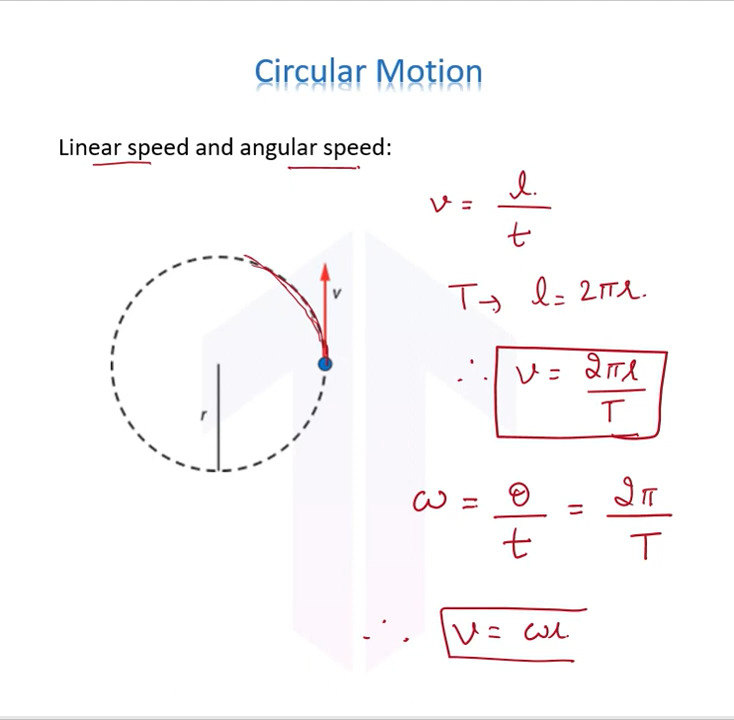 Circular Motion
Linear speed and angular speed:
v = l / t
v
T → l = 2πr.
∴ v = 2πr / T
r
ω = θ / t = 2π / T
∴ v = ωr